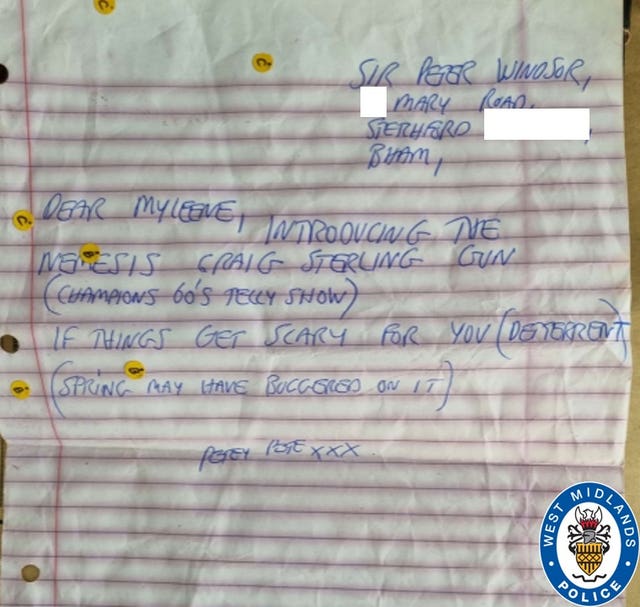 SIR PETER WINDSOR,
MARY ROAD,
STERHFORD ,
BHAM,
DEAR MYLEENE, INTRODUCING THE
NEMESIS CRAIG STERLING GUN
(CHAMPIONS 60'S TELLY SHOW)
IF THINGS GET SCARY FOR YOU (DETERRENT)
(SPRING MAY HAVE BUGGERED ON IT)
PETEY PETE XXX
WEST MIDLANDS
POLICE